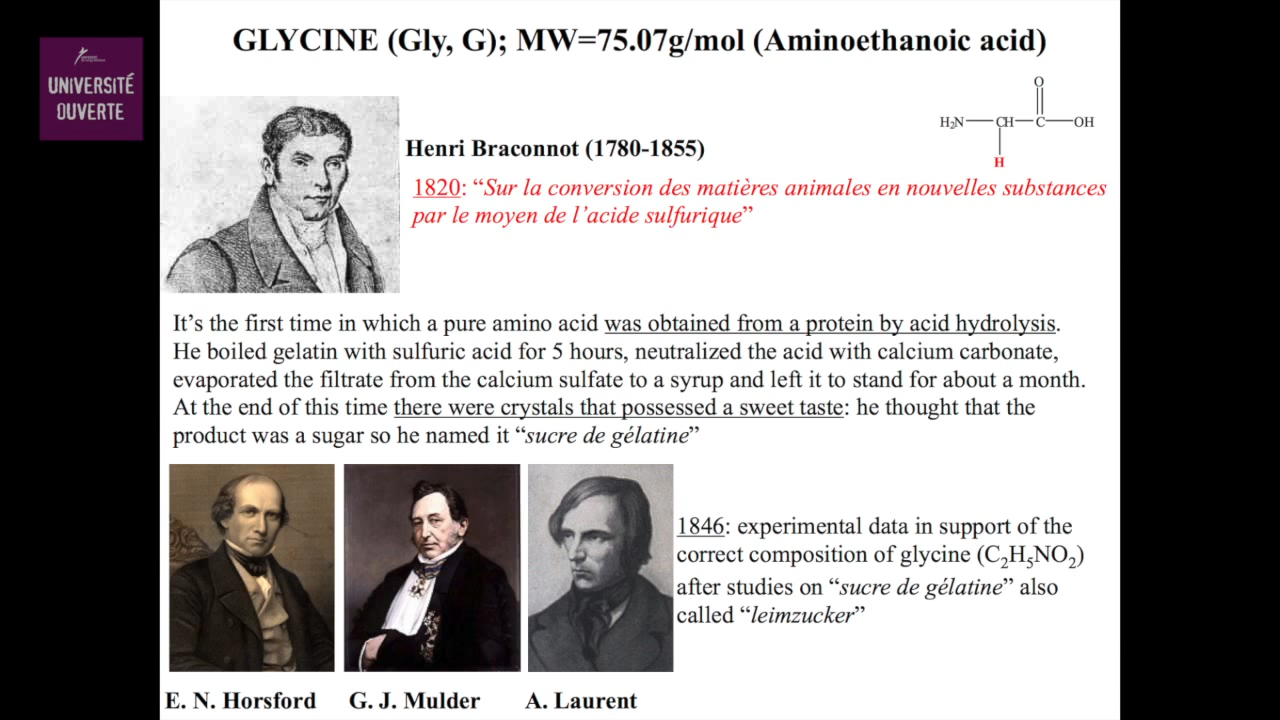 GLYCINE (Gly, G); MW=75.07g/mol (Aminoethanoic acid)
UNIVERSITÉ
OUVERTE
O
H₂N CH C OH
H
Henri Braconnot (1780-1855)
1820: “Sur la conversion des matières animales en nouvelles substances
par le moyen de l’acide sulfurique”
It’s the first time in which a pure amino acid was obtained from a protein by acid hydrolysis.
He boiled gelatin with sulfuric acid for 5 hours, neutralized the acid with calcium carbonate,
evaporated the filtrate from the calcium sulfate to a syrup and left it to stand for about a month.
At the end of this time there were crystals that possessed a sweet taste: he thought that the
product was a sugar so he named it “sucre de gélatine”
1846: experimental data in support of the
correct composition of glycine (C₂H₅NO₂)
after studies on “sucre de gélatine” also
called “leimzucker”
E. N. Horsford G. J. Mulder A. Laurent